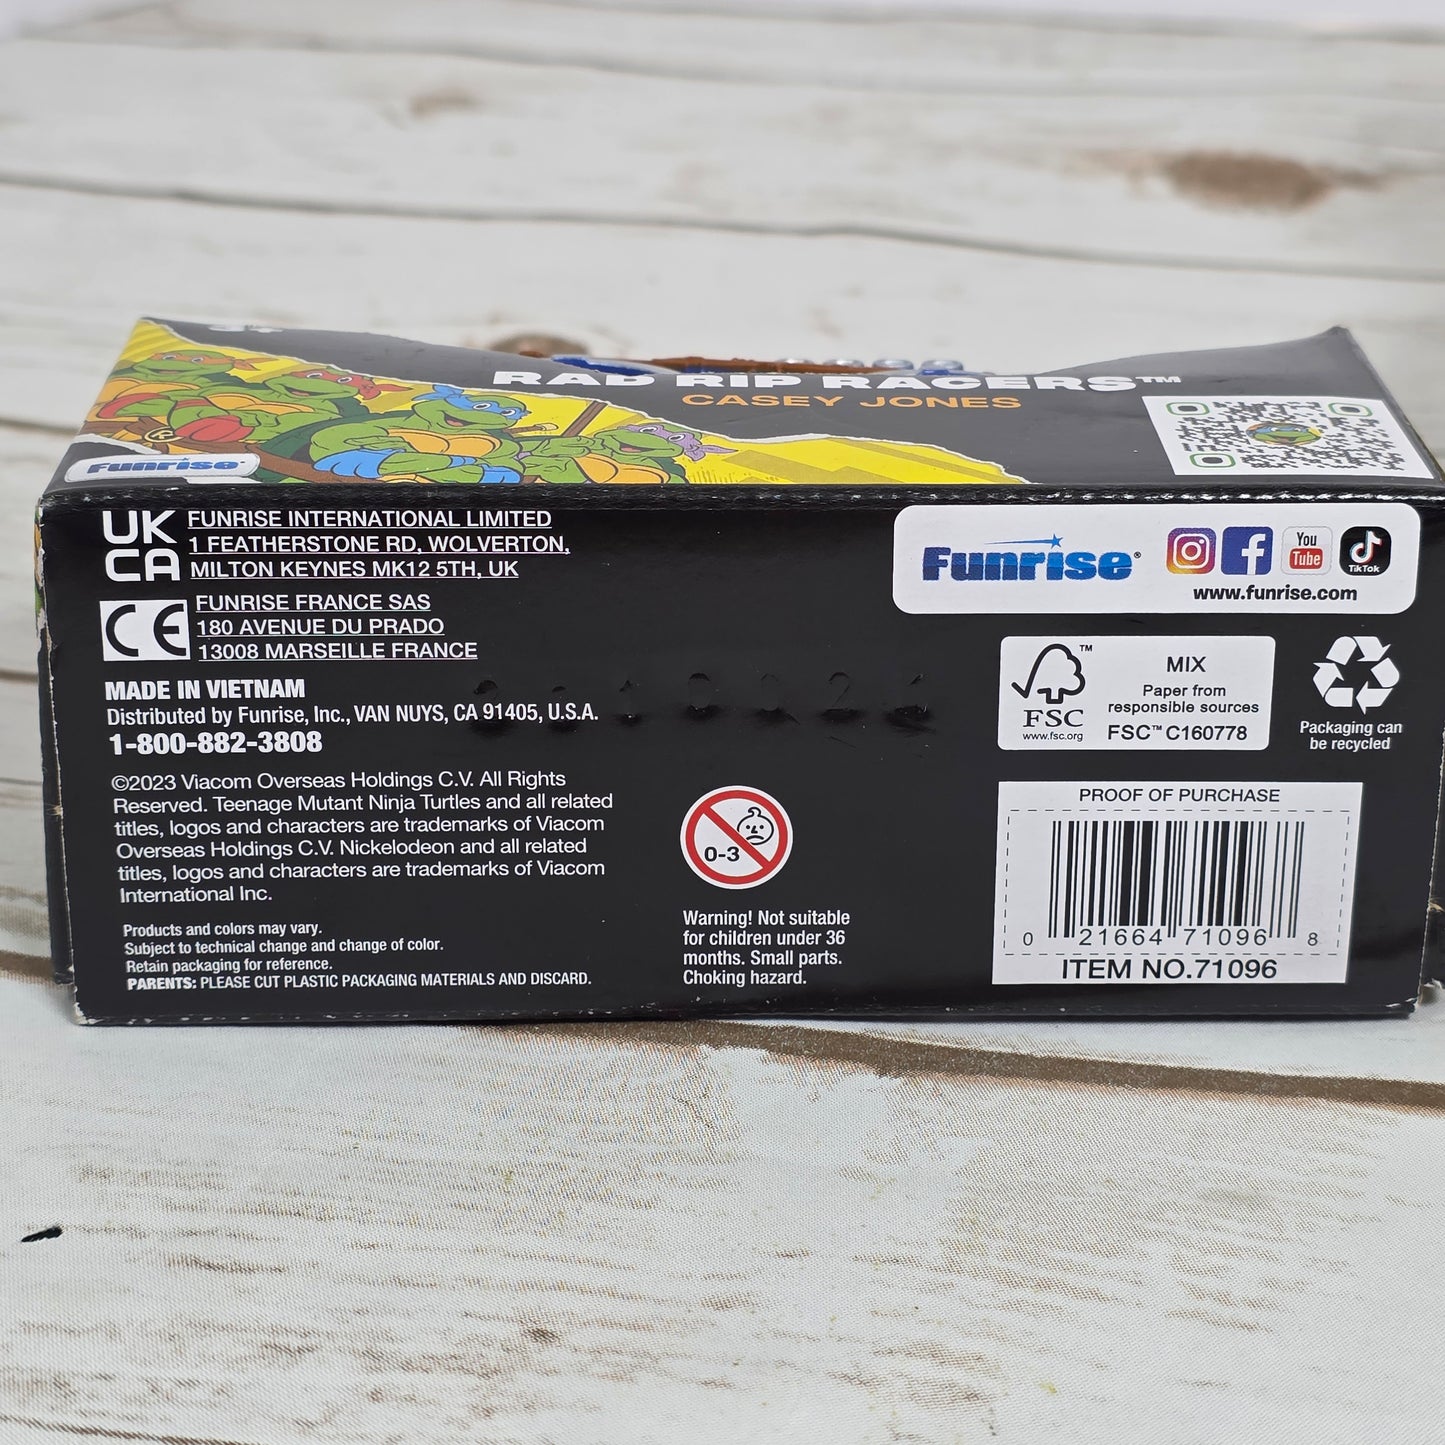 RAD RIP RACERS™
CASEY JONES
Funrise
UK
CA
FUNRISE INTERNATIONAL LIMITED
1 FEATHERSTONE RD, WOLVERTON,
MILTON KEYNES MK12 5TH, UK
CE
FUNRISE FRANCE SAS
180 AVENUE DU PRADO
13008 MARSEILLE FRANCE
MADE IN VIETNAM
Distributed by Funrise, Inc., VAN NUYS, CA 91405, U.S.A.
1-800-882-3808
©2023 Viacom Overseas Holdings C.V. All Rights
Reserved. Teenage Mutant Ninja Turtles and all related
titles, logos and characters are trademarks of Viacom
Overseas Holdings C.V. Nickelodeon and all related
titles, logos and characters are trademarks of Viacom
International Inc.
Products and colors may vary.
Subject to technical change and change of color.
Retain packaging for reference.
PARENTS: PLEASE CUT PLASTIC PACKAGING MATERIALS AND DISCARD.
0-3
Warning! Not suitable
for children under 36
months. Small parts.
Choking hazard.
Funrise®
You
Tube
TikTok
www.funrise.com
FSC™
www.fsc.org
MIX
Paper from
responsible sources
FSC™ C160778
Packaging can
be recycled
PROOF OF PURCHASE
0 21664 71096 8
ITEM NO.71096